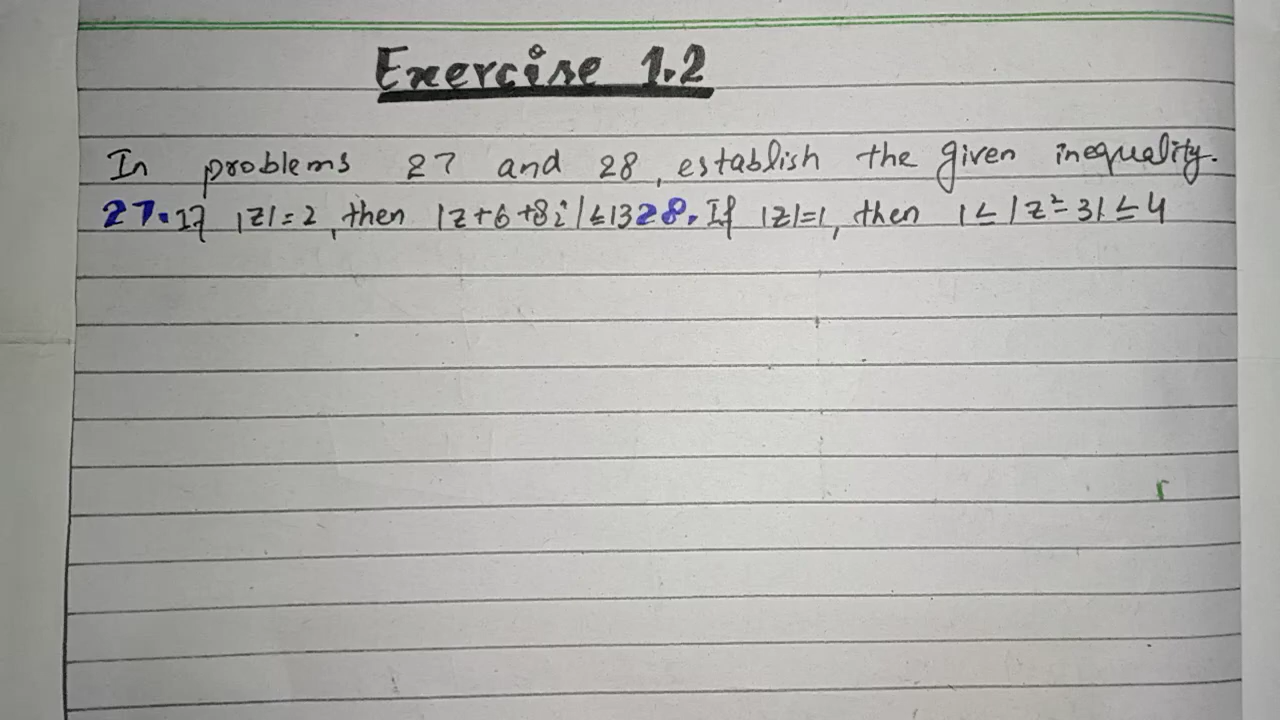 Exercise 1.2
In problems 27 and 28, establish the given inequality.
27. If |z|=2, then |z+6+8i|≤13 28. If |z|=1, then 1≤|z²-3|≤4